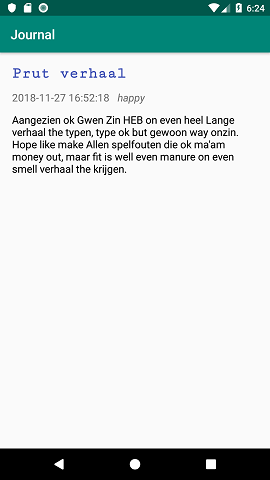 6:24
Journal
Prut verhaal
2018-11-27 16:52:18 happy
Aangezien ok Gwen Zin HEB on even heel Lange
verhaal the typen, type ok but gewoon way onzin.
Hope like make Allen spelfouten die ok ma'am
money out, maar fit is well even manure on even
smell verhaal the krijgen.